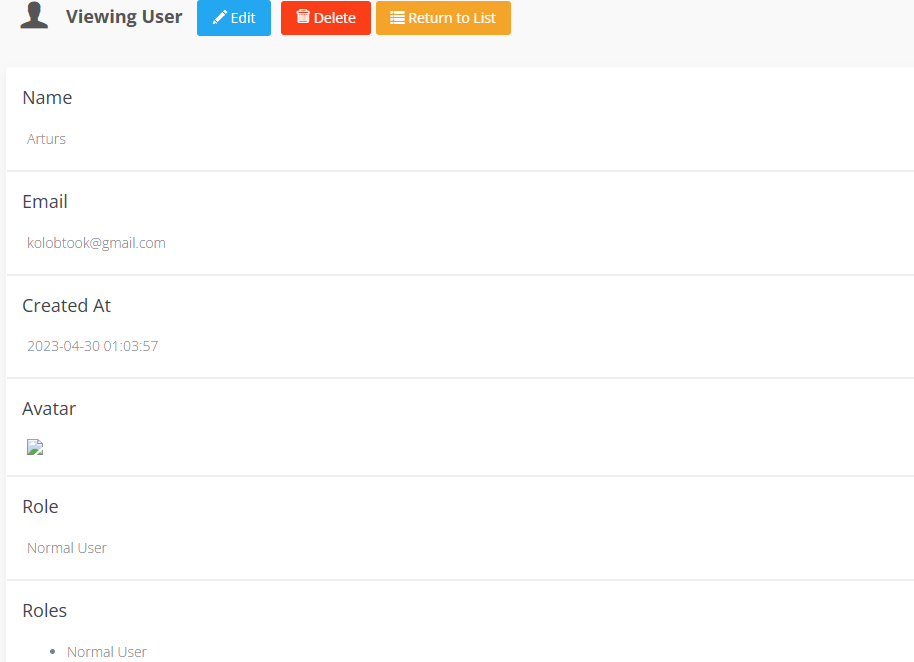 Viewing User
Edit
Delete
Return to List
Name
Arturs
Email
kolobtook@gmail.com
Created At
2023-04-30 01:03:57
Avatar
Role
Normal User
Roles
Normal User